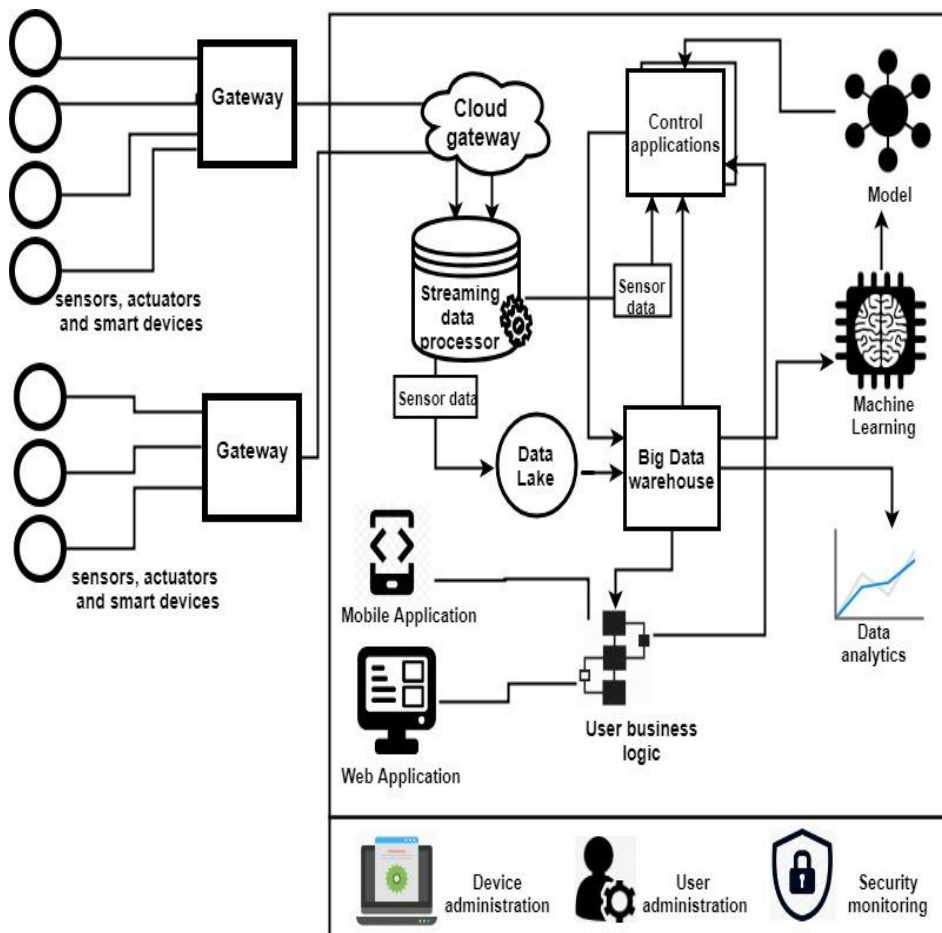 Gateway
sensors, actuators
and smart devices
Gateway
sensors, actuators
and smart devices
Cloud
gateway
Streaming
data
processor
Sensor data
Sensor
data
Control
applications
Model
Machine
Learning
Data
Lake
Big Data
warehouse
Data
analytics
Mobile Application
Web Application
User business
logic
Device
administration
User
administration
Security
monitoring